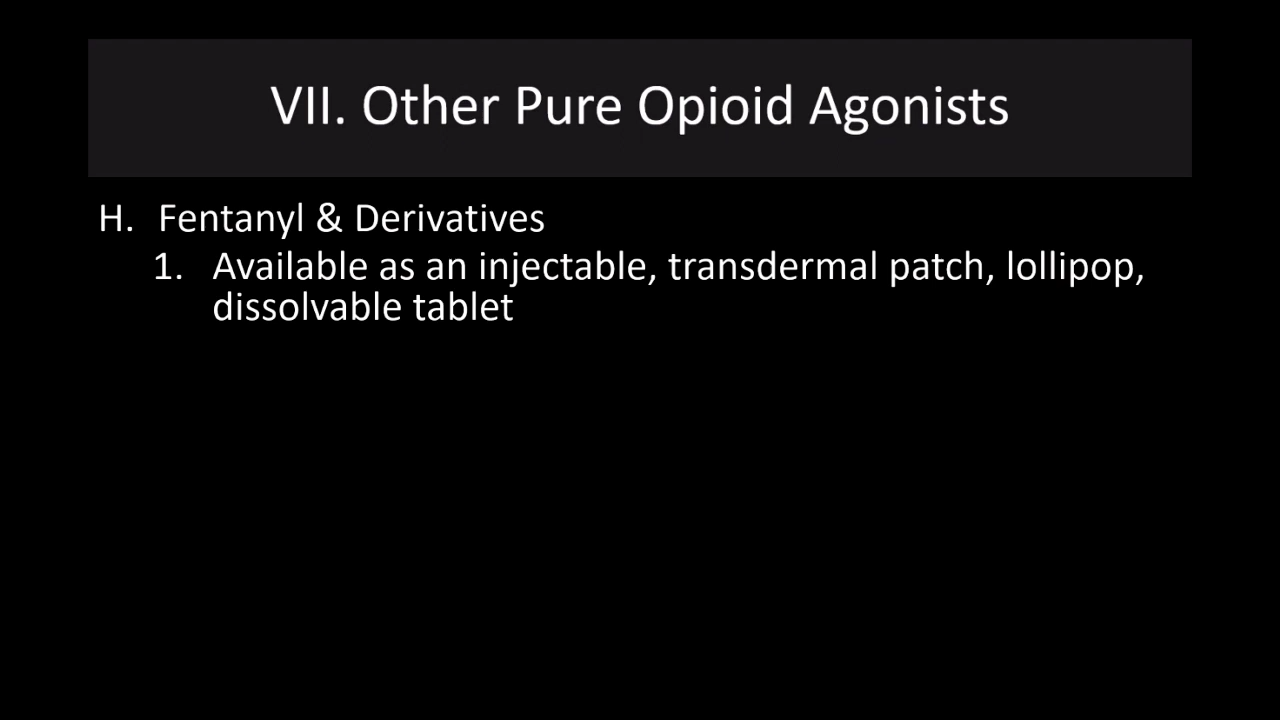 VII. Other Pure Opioid Agonists
H. Fentanyl & Derivatives
1. Available as an injectable, transdermal patch, lollipop,
dissolvable tablet